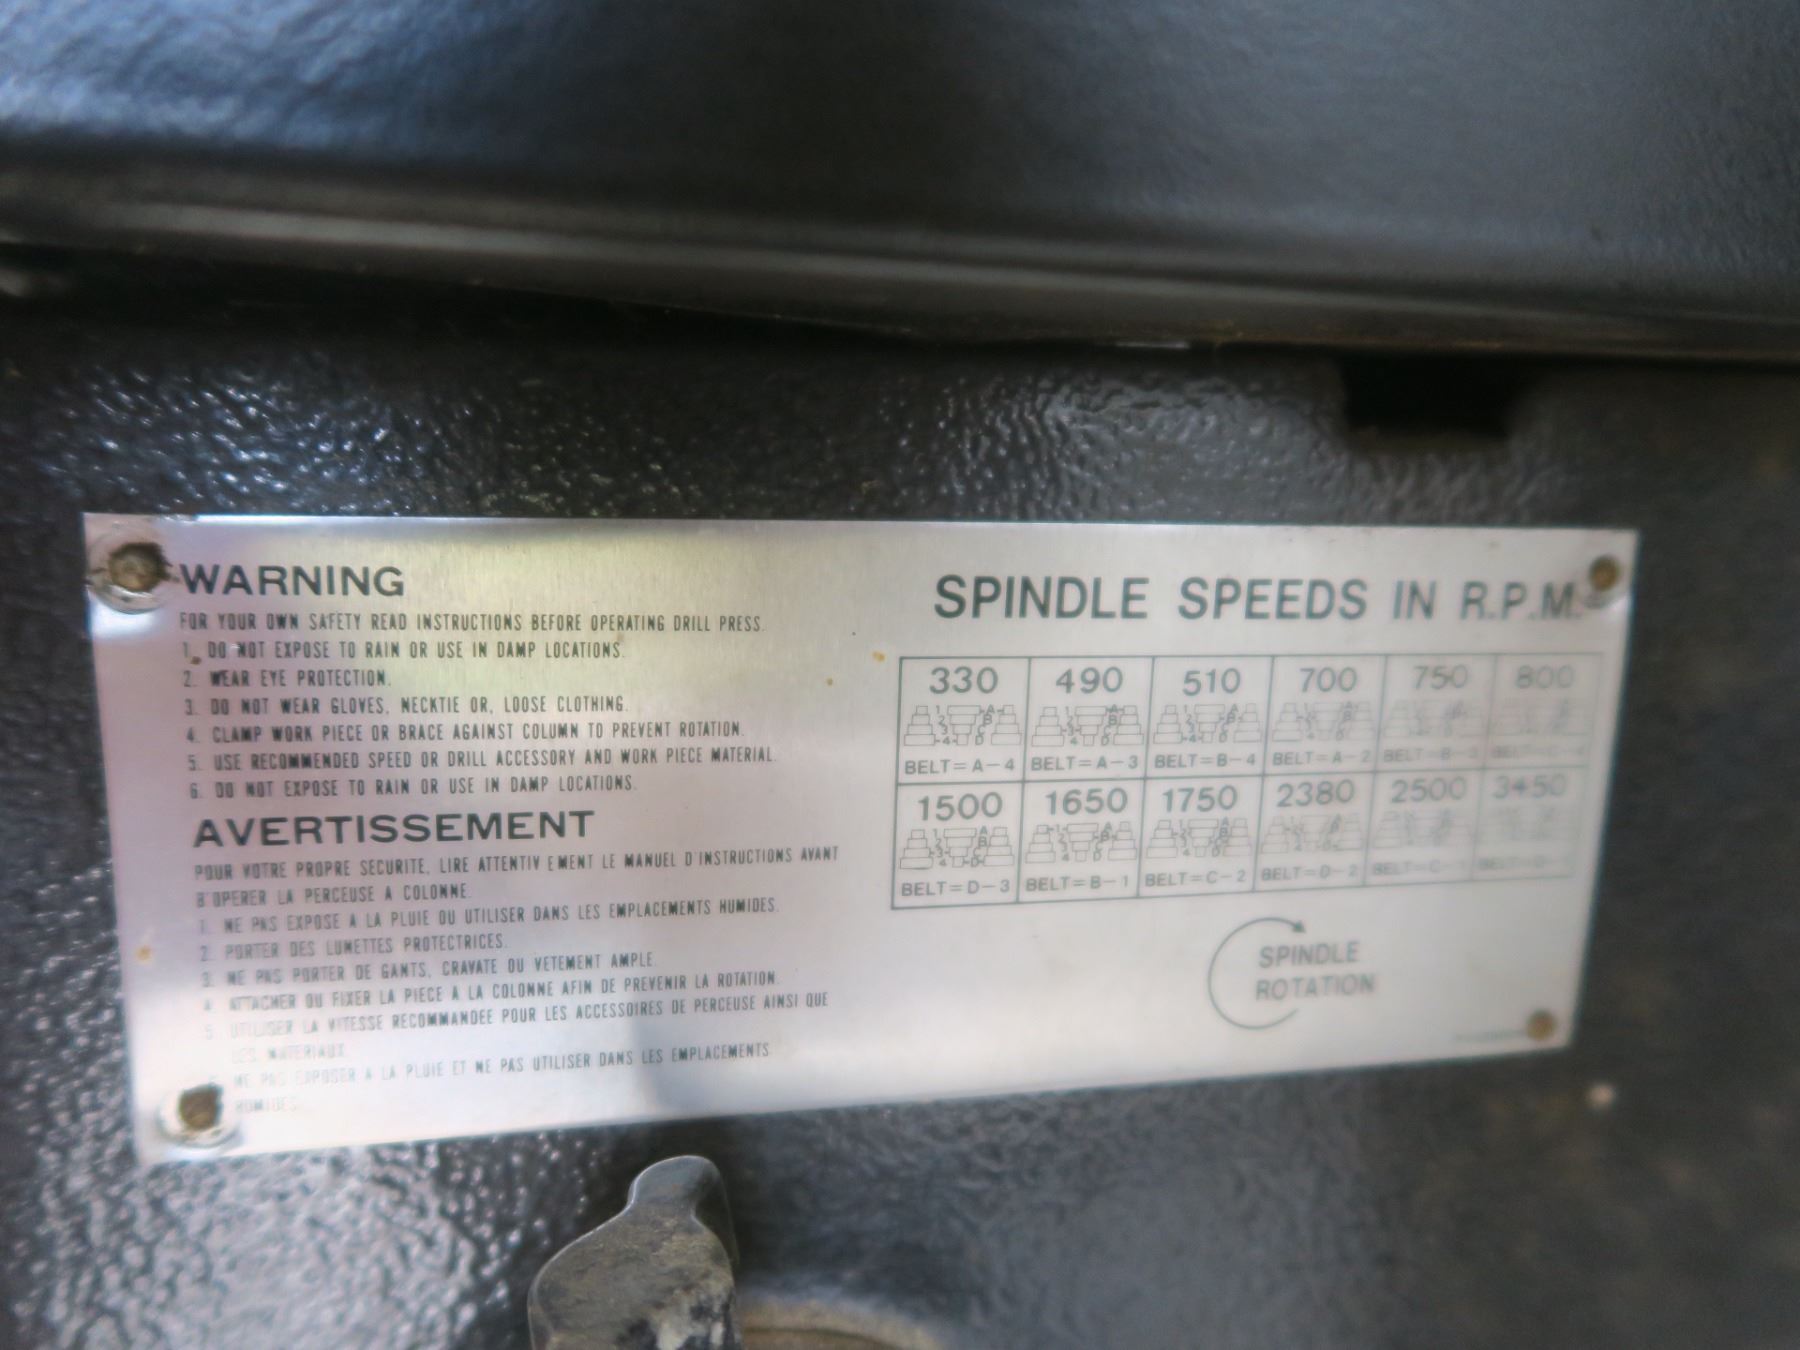 WARNING
FOR YOUR OWN SAFETY READ INSTRUCTIONS BEFORE OPERATING DRILL PRESS.
1. DO NOT EXPOSE TO RAIN OR USE IN DAMP LOCATIONS.
2. WEAR EYE PROTECTION.
3. DO NOT WEAR GLOVES, NECKTIE OR, LOOSE CLOTHING.
4. CLAMP WORK PIECE OR BRACE AGAINST COLUMN TO PREVENT ROTATION.
5. USE RECOMMENDED SPEED OR DRILL ACCESSORY AND WORK PIECE MATERIAL.
6. DO NOT EXPOSE TO RAIN OR USE IN DAMP LOCATIONS.
AVERTISSEMENT
POUR VOTRE PROPRE SECURITE, LIRE ATTENTIV EMENT LE MANUEL D'INSTRUCTIONS AVANT
B'OPERER LA PERCEUSE A COLONNE.
1. NE PAS EXPOSE A LA PLUIE OU UTILISER DANS LES EMPLACEMENTS HUMIDES.
2. PORTER DES LUNETTES PROTECTRICES.
3. NE PAS PORTER DE GANTS, CRAVATE OU VETEMENT AMPLE.
4. ATTACHER OU FIXER LA PIECE A LA COLONNE AFIN DE PREVENIR LA ROTATION.
5. UTILISER LA VITESSE RECOMMANDEE POUR LES ACCESSOIRES DE PERCEUSE AINSI QUE
LES MATERIAUX.
NE PAS EXPOSER A LA PLUIE ET NE PAS UTILISER DANS LES EMPLACEMENTS
HUMIDES.
SPINDLE SPEEDS IN R.P.M.
330 490 510 700 750 800
BELT=A-4 BELT=A-3 BELT=B-4 BELT=A-2 BELT=B-3 BELT=C-4
1500 1650 1750 2380 2500 3450
BELT=D-3 BELT=B-1 BELT=C-2 BELT=D-2 BELT=C-1 BELT=D-1
SPINDLE
ROTATION